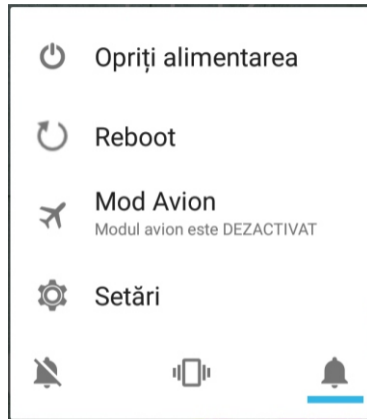 Opriți alimentarea
Reboot
Mod Avion
Modul avion este DEZACTIVAT
Setări